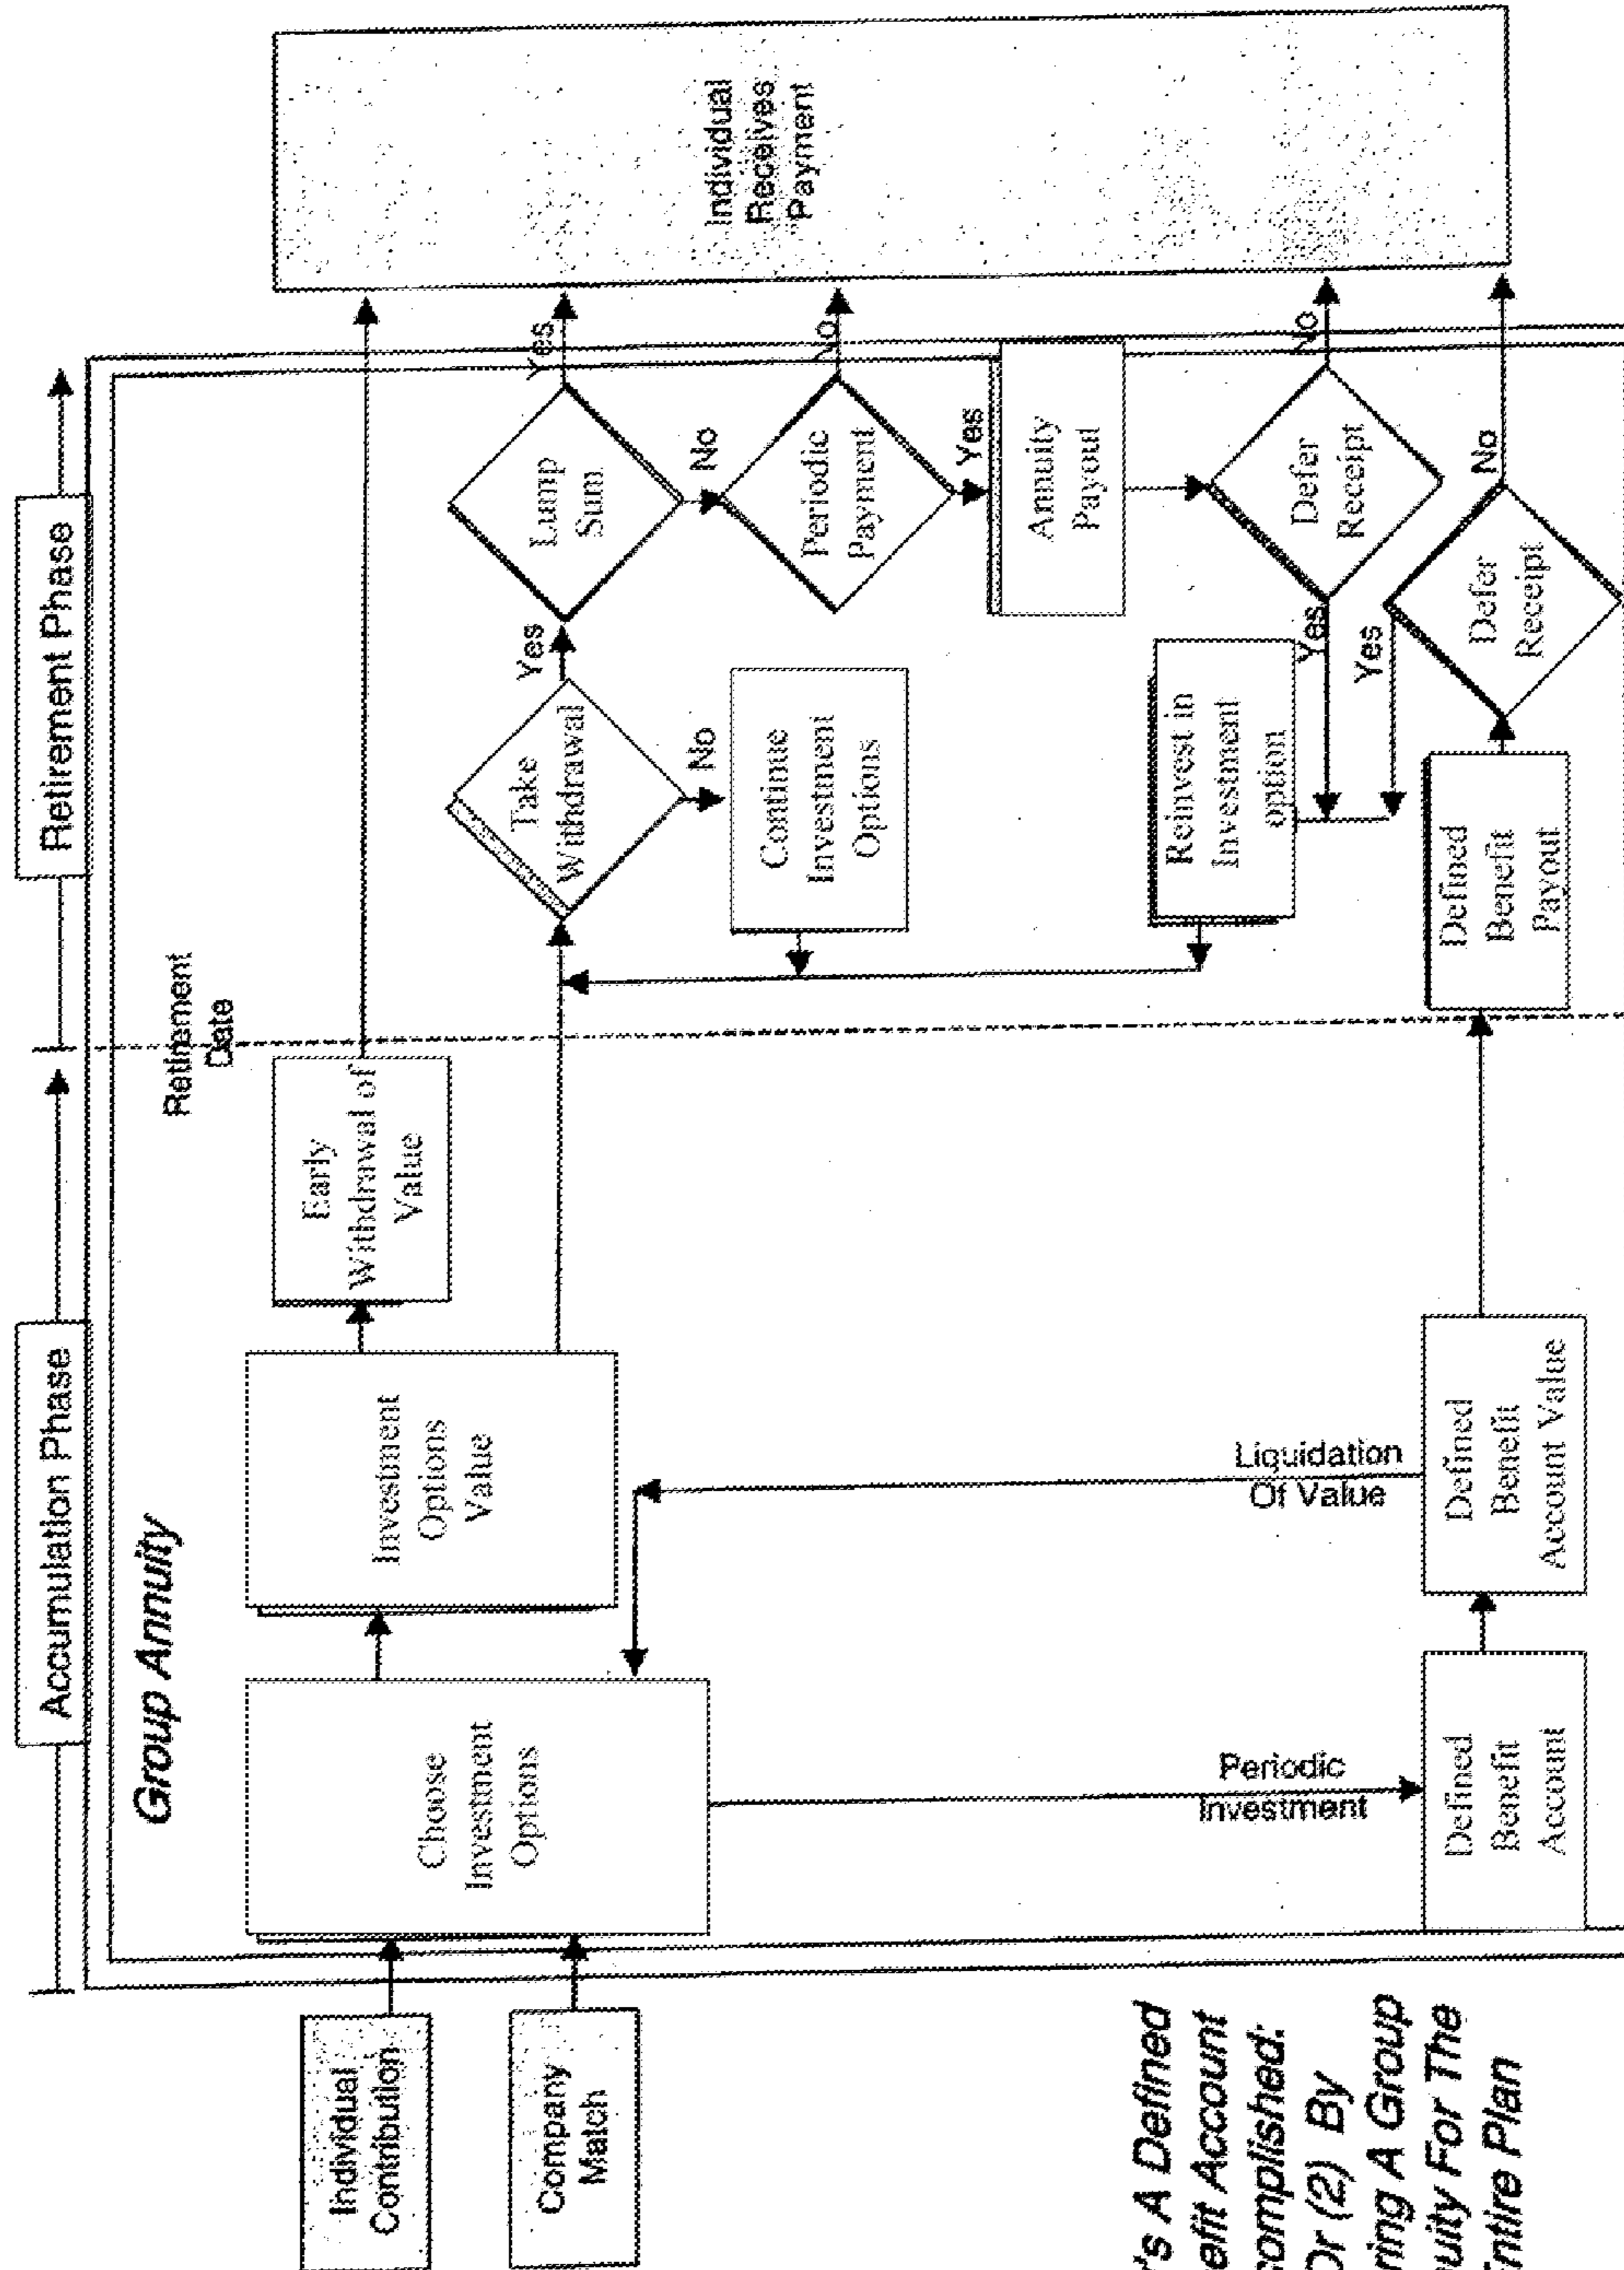 Accumulation Phase
Retirement Phase
Group Annuity
Retirement
Date
Individual
Contribution
Company
Match
Choose
Investment
Options
Investment
Options
Value
Early
Withdrawal of
Value
Take
Withdrawal
Yes
No
Lump
Sum
Yes
No
Continue
Investment
Options
Periodic
Payment
No
Yes
Annuity
Payout
Reinvest in
Investment
option
Defer
Receipt
No
Yes
Yes
Individual
Receives
Payment
Periodic
Investment
Liquidation
Of Value
Defined
Benefit
Account
Defined
Benefit
Account Value
Defined
Benefit
Payout
Defer
Receipt
No
's A Defined
efit Account
complished:
Or (2) By
ring A Group
uity For The
Entire Plan